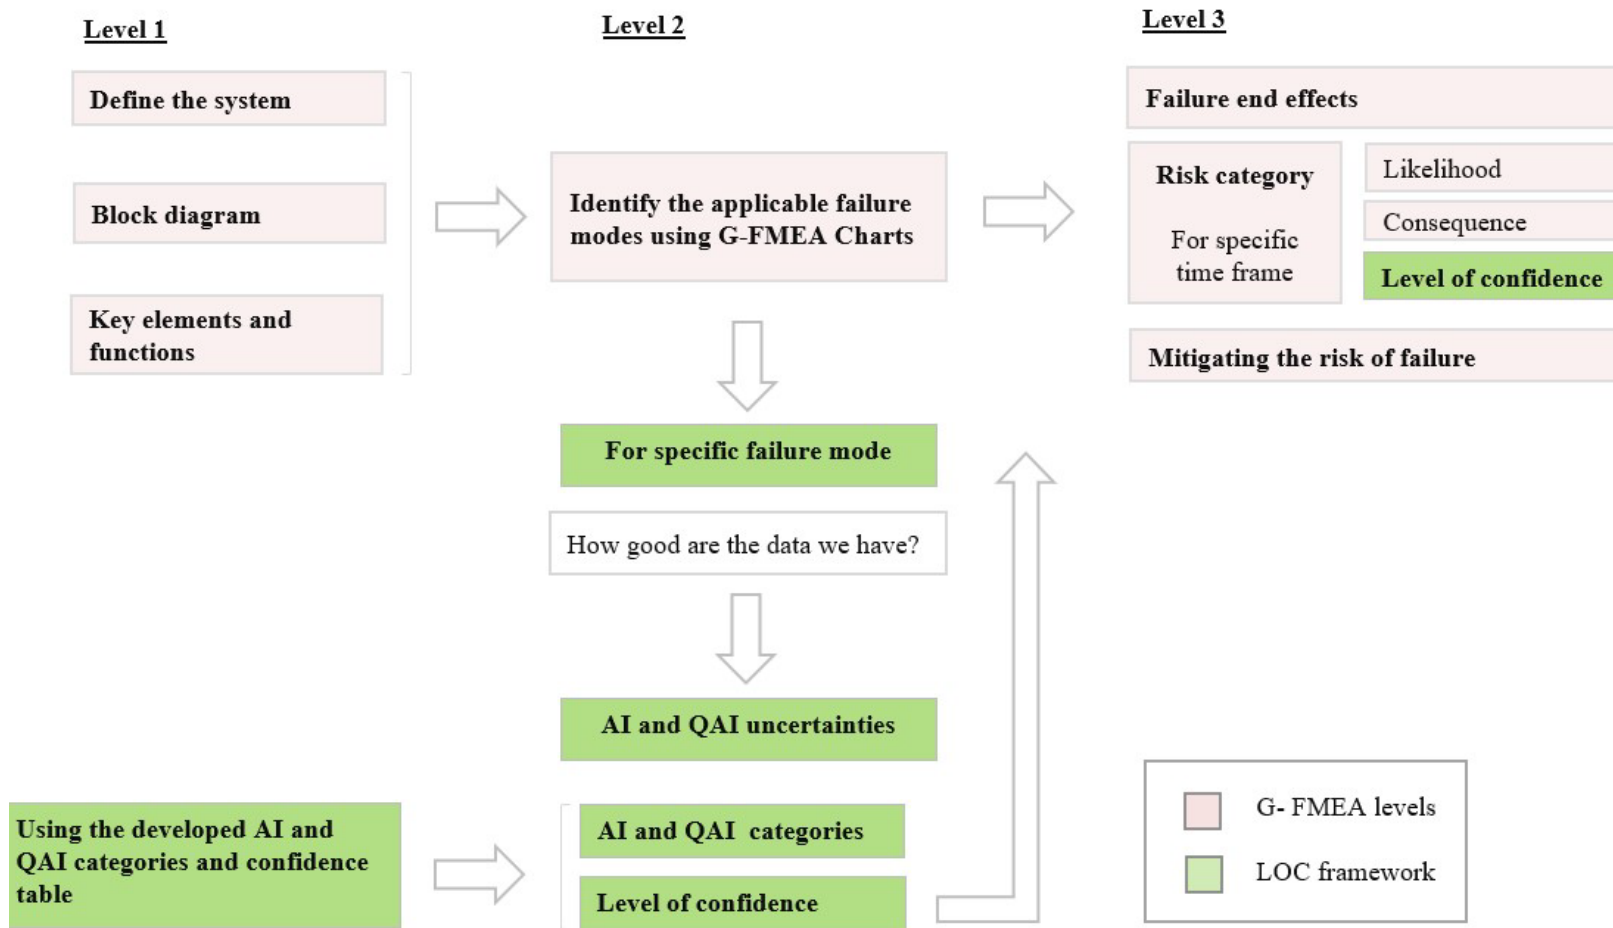 Level 1
Define the system
Block diagram
Key elements and
functions
Level 2
Identify the applicable failure
modes using G-FMEA Charts
For specific failure mode
How good are the data we have?
AI and QAI uncertainties
Using the developed AI and
QAI categories and confidence
table
AI and QAI  categories
Level of confidence
Level 3
Failure end effects
Risk category
For specific
time frame
Likelihood
Consequence
Level of confidence
Mitigating the risk of failure
G- FMEA levels
LOC framework